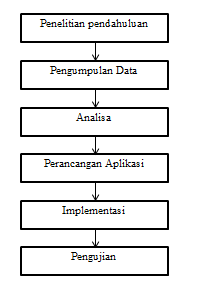 Penelitian pendahuluan
Pengumpulan Data
Analisa
Perancangan Aplikasi
Implementasi
Pengujian